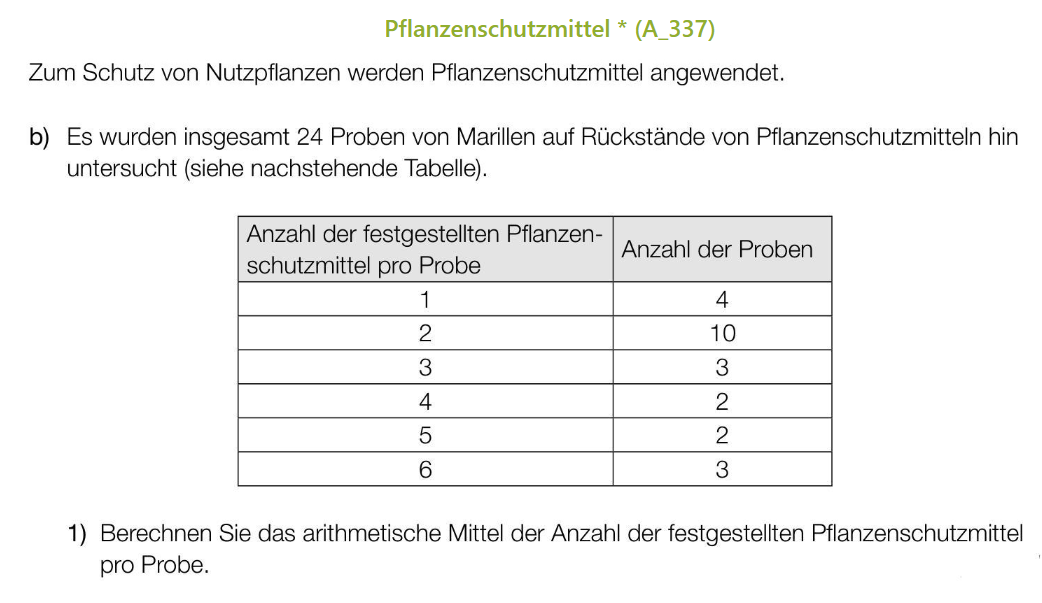 Pflanzenschutzmittel * (A_337)
Zum Schutz von Nutzpflanzen werden Pflanzenschutzmittel angewendet.
b) Es wurden insgesamt 24 Proben von Marillen auf Rückstände von Pflanzenschutzmitteln hin
untersucht (siehe nachstehende Tabelle).
Anzahl der festgestellten Pflanzen-
schutzmittel pro Probe
Anzahl der Proben
1 4
2 10
3 3
4 2
5 2
6 3
1) Berechnen Sie das arithmetische Mittel der Anzahl der festgestellten Pflanzenschutzmittel
pro Probe.